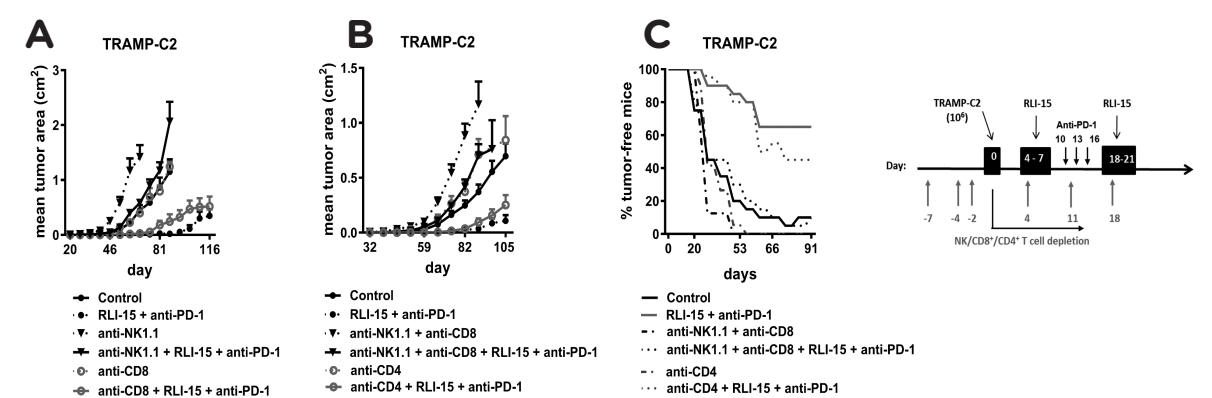 A
TRAMP-C2
mean tumor area (cm²)
3
2
1
0
20 46 81 116
day
Control
RLI-15 + anti-PD-1
anti-NK1.1
anti-NK1.1 + RLI-15 + anti-PD-1
anti-CD8
anti-CD8 + RLI-15 + anti-PD-1
B
TRAMP-C2
mean tumor area (cm²)
1.5
1.0
0.5
0.0
32 59 82 105
day
Control
RLI-15 + anti-PD-1
anti-NK1.1 + anti-CD8
anti-NK1.1 + anti-CD8 + RLI-15 + anti-PD-1
anti-CD4
anti-CD4 + RLI-15 + anti-PD-1
C
TRAMP-C2
% tumor-free mice
100
80
60
40
20
0
0 20 53 66 91
days
Control
RLI-15 + anti-PD-1
anti-NK1.1 + anti-CD8
anti-NK1.1 + anti-CD8 + RLI-15 + anti-PD-1
anti-CD4
anti-CD4 + RLI-15 + anti-PD-1
TRAMP-C2 RLI-15 RLI-15
(10⁶) Anti-PD-1
10 13 16
Day: 0 4 - 7 18-21
-7 -4 -2 4 11 18
NK/CD8⁺/CD4⁺ T cell depletion